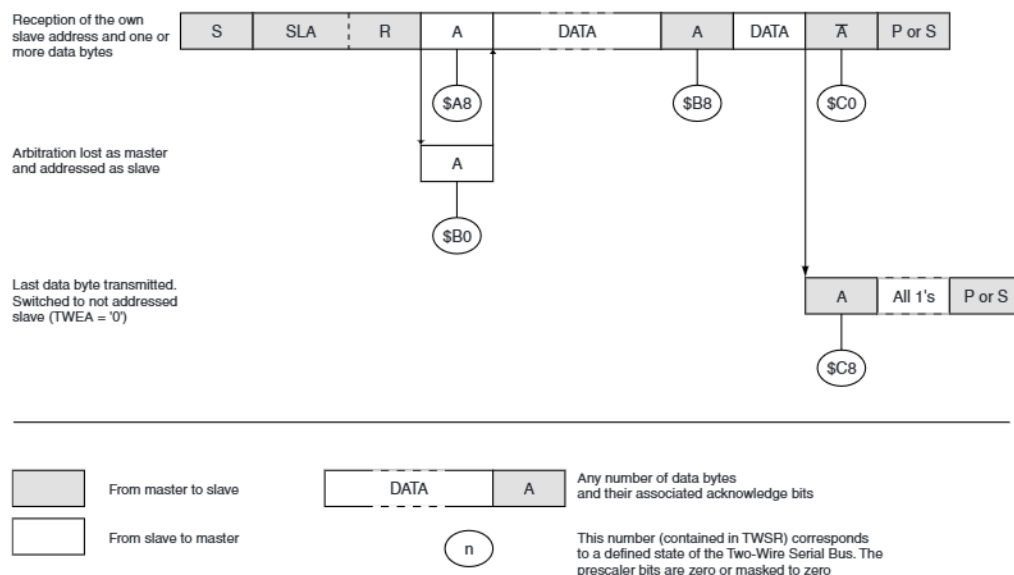 Reception of the own
slave address and one or
more data bytes
S SLA R A DATA A DATA A̅ P or S
$A8 $B8 $C0
Arbitration lost as master
and addressed as slave
A
$B0
Last data byte transmitted.
Switched to not addressed
slave (TWEA = '0')
A All 1's P or S
$C8
From master to slave
DATA A
Any number of data bytes
and their associated acknowledge bits
From slave to master
n
This number (contained in TWSR) corresponds
to a defined state of the Two-Wire Serial Bus. The
prescaler bits are zero or masked to zero